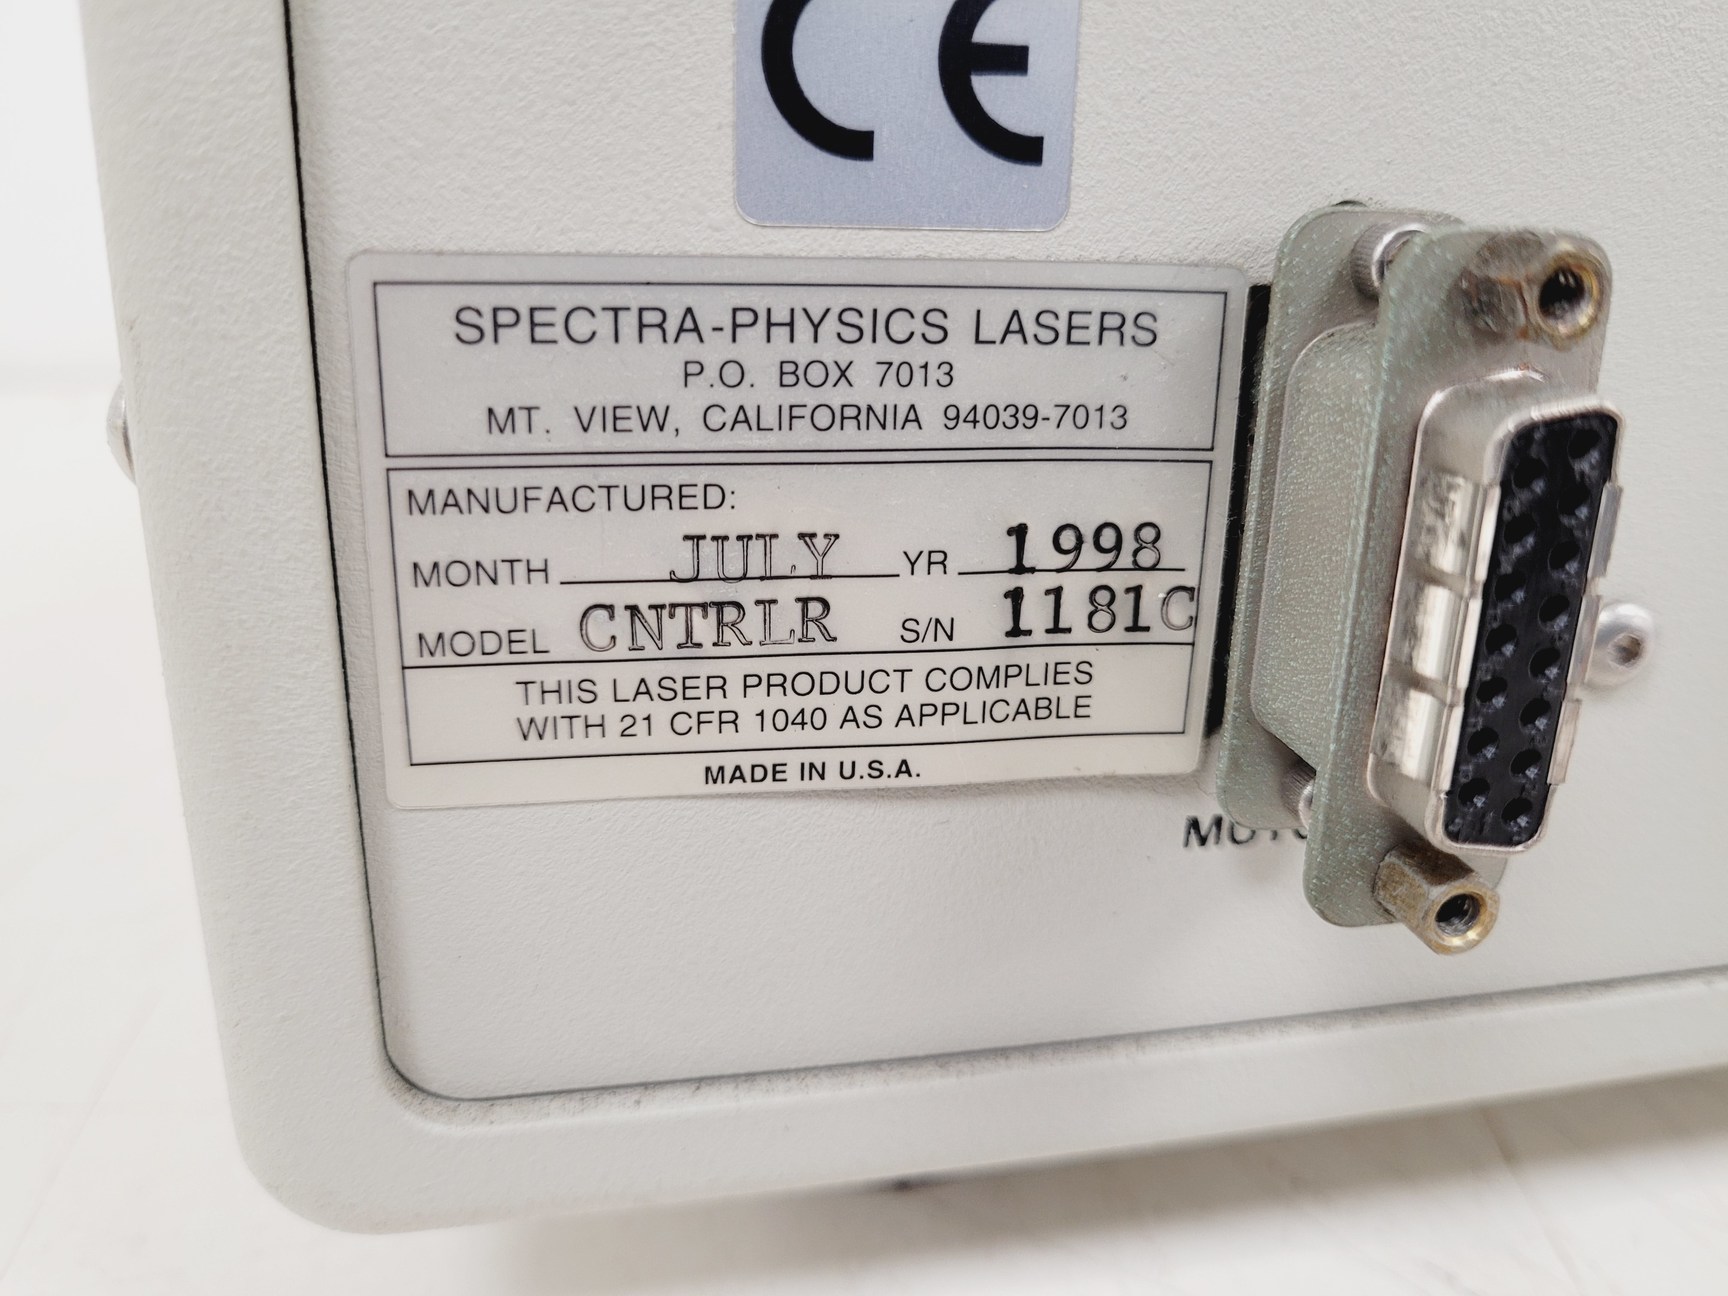 CE
SPECTRA-PHYSICS LASERS
P.O. BOX 7013
MT. VIEW, CALIFORNIA 94039-7013
MANUFACTURED:
MONTH JULY YR 1998
MODEL CNTRLR S/N 1181C
THIS LASER PRODUCT COMPLIES
WITH 21 CFR 1040 AS APPLICABLE
MADE IN U.S.A.